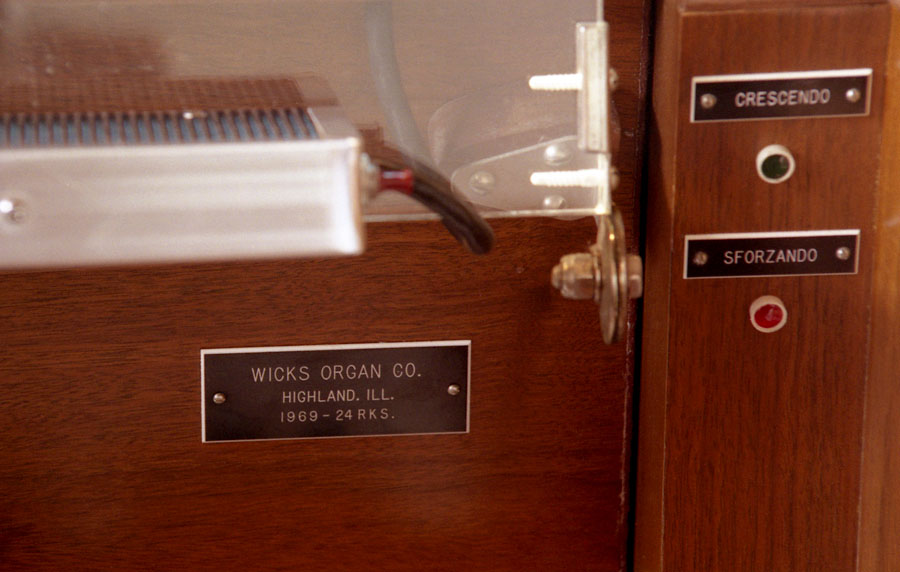 CRESCENDO
SFORZANDO
WICKS ORGAN CO.
HIGHLAND. ILL.
1969-24 RKS.